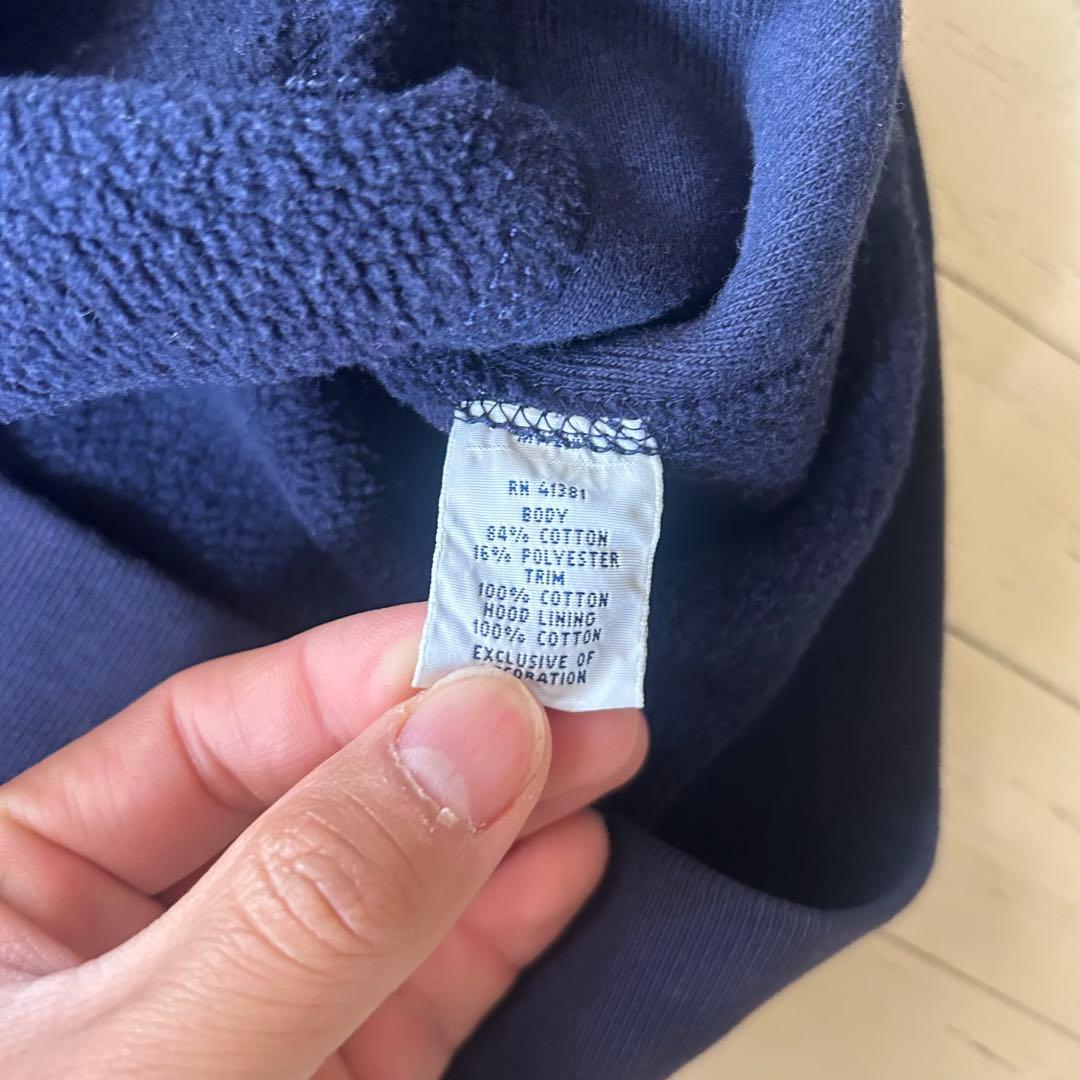 RN 41381
BODY
84% COTTON
16% POLYESTER
TRIM
100% COTTON
HOOD LINING
100% COTTON
EXCLUSIVE OF